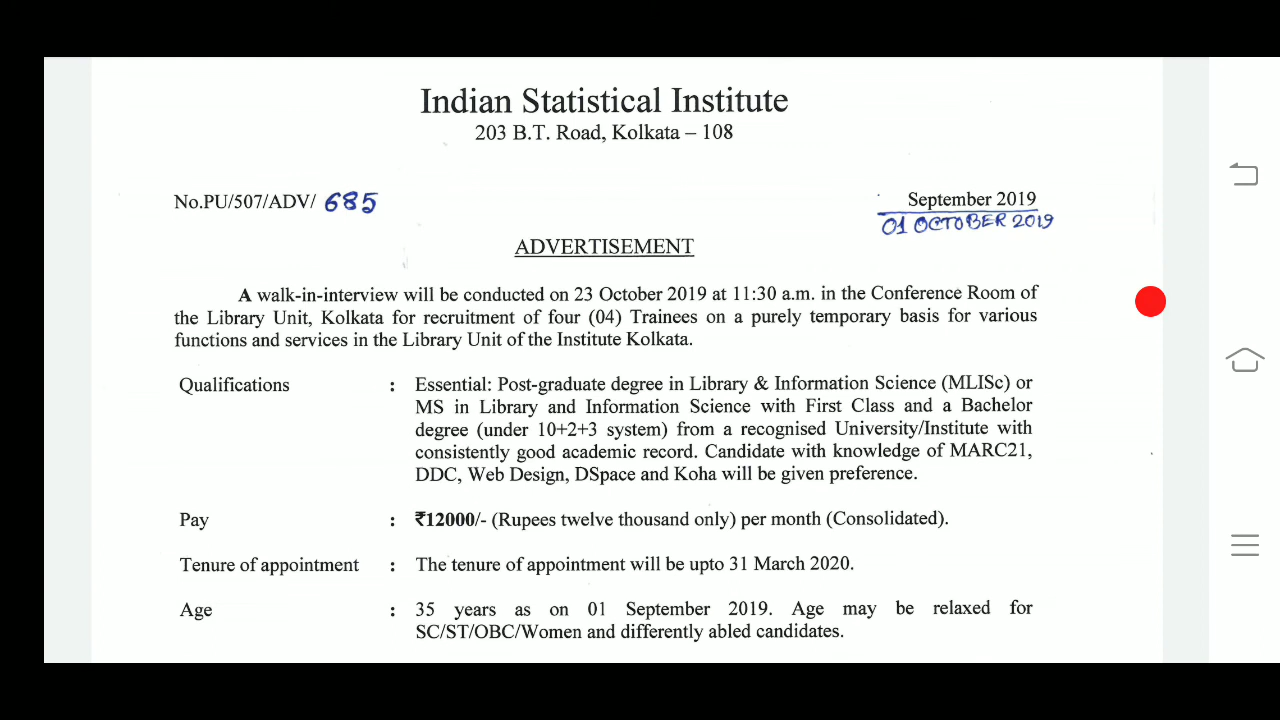 Indian Statistical Institute
203 B.T. Road, Kolkata – 108
No.PU/507/ADV/ 685
September 2019
01 OCTOBER 2019
ADVERTISEMENT
A walk-in-interview will be conducted on 23 October 2019 at 11:30 a.m. in the Conference Room of
the Library Unit, Kolkata for recruitment of four (04) Trainees on a purely temporary basis for various
functions and services in the Library Unit of the Institute Kolkata.
Qualifications : Essential: Post-graduate degree in Library & Information Science (MLISc) or
MS in Library and Information Science with First Class and a Bachelor
degree (under 10+2+3 system) from a recognised University/Institute with
consistently good academic record. Candidate with knowledge of MARC21,
DDC, Web Design, DSpace and Koha will be given preference.
Pay : ₹12000/- (Rupees twelve thousand only) per month (Consolidated).
Tenure of appointment : The tenure of appointment will be upto 31 March 2020.
Age : 35 years as on 01 September 2019. Age may be relaxed for
SC/ST/OBC/Women and differently abled candidates.